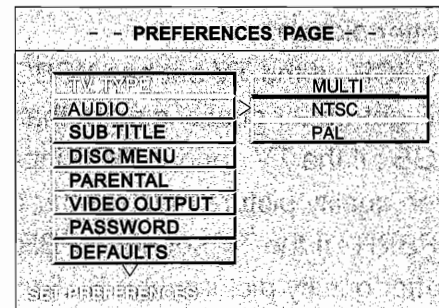 - - PREFERENCES PAGE - -
TV TYPE
AUDIO
SUB TITLE
DISC MENU
PARENTAL
VIDEO OUTPUT
PASSWORD
DEFAULTS
MULTI
NTSC
PAL
SET PREFERENCES